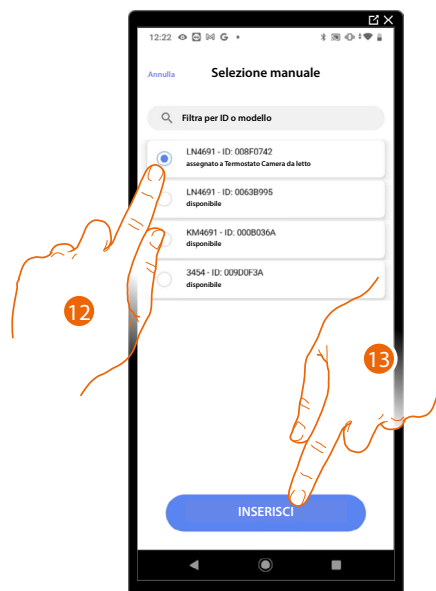 12:22
Annulla Selezione manuale
Filtra per ID o modello
LN4691 - ID: 008F0742
assegnato a Termostato Camera da letto
LN4691 - ID: 0063B995
disponibile
KM4691 - ID: 000B036A
disponibile
3454 - ID: 009D0F3A
disponibile
12
13
INSERISCI